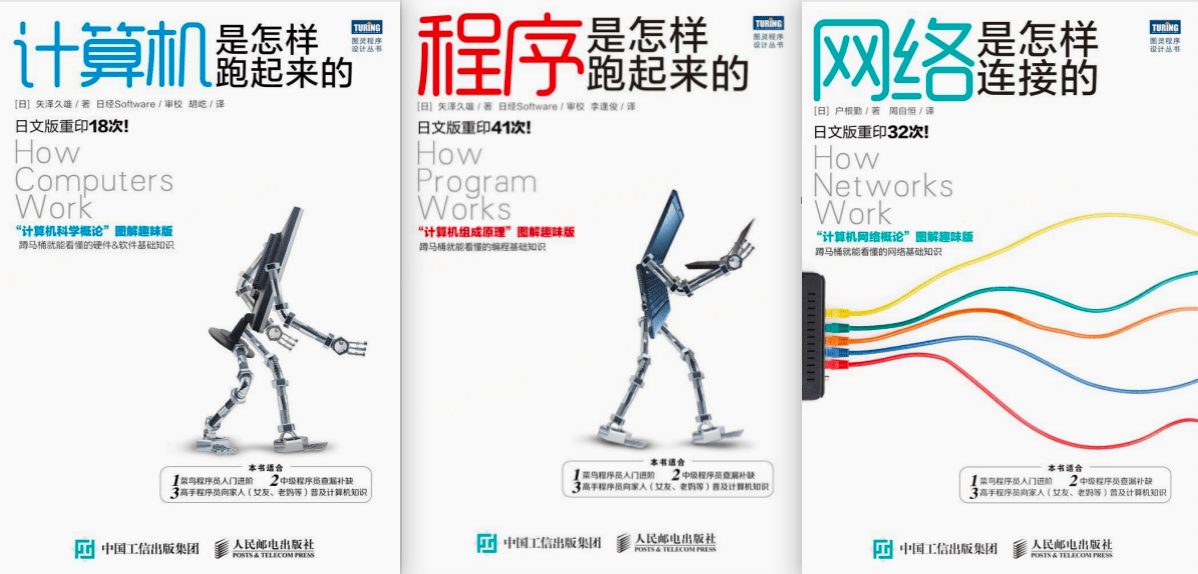 计算机是怎样
跑起来的
TURING
图灵程序
设计丛书
[日] 矢泽久雄 / 著 日经Software / 审校 胡屹 / 译
日文版重印18次!
How
Computers
Work
“计算机科学概论”图解趣味版
蹲马桶就能看懂的硬件&软件基础知识
本书适合
1菜鸟程序员入门进阶 2中级程序员查漏补缺
3高手程序员向家人（女友、老妈等）普及计算机知识
中国工信出版集团
人民邮电出版社
POSTS & TELECOM PRESS
程序是怎样
跑起来的
TURING
图灵程序
设计丛书
[日] 矢泽久雄 / 著 日经Software / 审校 李逢俊 / 译
日文版重印41次!
How
Program
Works
“计算机组成原理”图解趣味版
蹲马桶就能看懂的编程基础知识
本书适合
1菜鸟程序员入门进阶 2中级程序员查漏补缺
3高手程序员向家人（女友、老妈等）普及计算机知识
中国工信出版集团
人民邮电出版社
POSTS & TELECOM PRESS
网络是怎样
连接的
TURING
图灵程序
设计丛书
[日] 户根勤 / 著 周自恒 / 译
日文版重印32次!
How
Networks
Work
“计算机网络概论”图解趣味版
蹲马桶就能看懂的网络基础知识
本书适合
1菜鸟程序员入门进阶 2中级程序员查漏补缺
3高手程序员向家人（女友、老妈等）普及计算机知识
中国工信出版集团
人民邮电出版社
POSTS & TELECOM PRESS